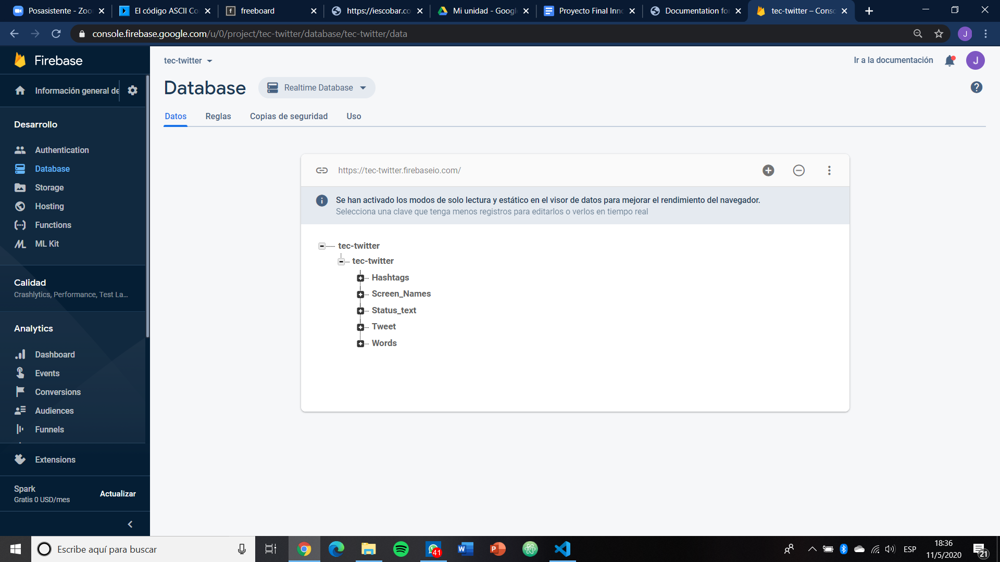 Posasistente - Zoo
El código ASCII Co
freeboard
https://iescobar.co
Mi unidad - Google
Proyecto Final Inno
Documentation for
tec-twitter – Conso
console.firebase.google.com/u/0/project/tec-twitter/database/tec-twitter/data
J
Firebase
Información general de
Desarrollo
Authentication
Database
Storage
Hosting
Functions
ML Kit
Calidad
Crashlytics, Performance, Test La...
Analytics
Dashboard
Events
Conversions
Audiences
Funnels
Extensions
Spark
Gratis 0 USD/mes
Actualizar
tec-twitter
Ir a la documentación
J
Database
Realtime Database
Datos
Reglas
Copias de seguridad
Uso
https://tec-twitter.firebaseio.com/
Se han activado los modos de solo lectura y estático en el visor de datos para mejorar el rendimiento del navegador.
Selecciona una clave que tenga menos registros para editarlos o verlos en tiempo real
tec-twitter
tec-twitter
Hashtags
Screen_Names
Status_text
Tweet
Words
Escribe aquí para buscar
41
ESP
18:36
11/5/2020
21